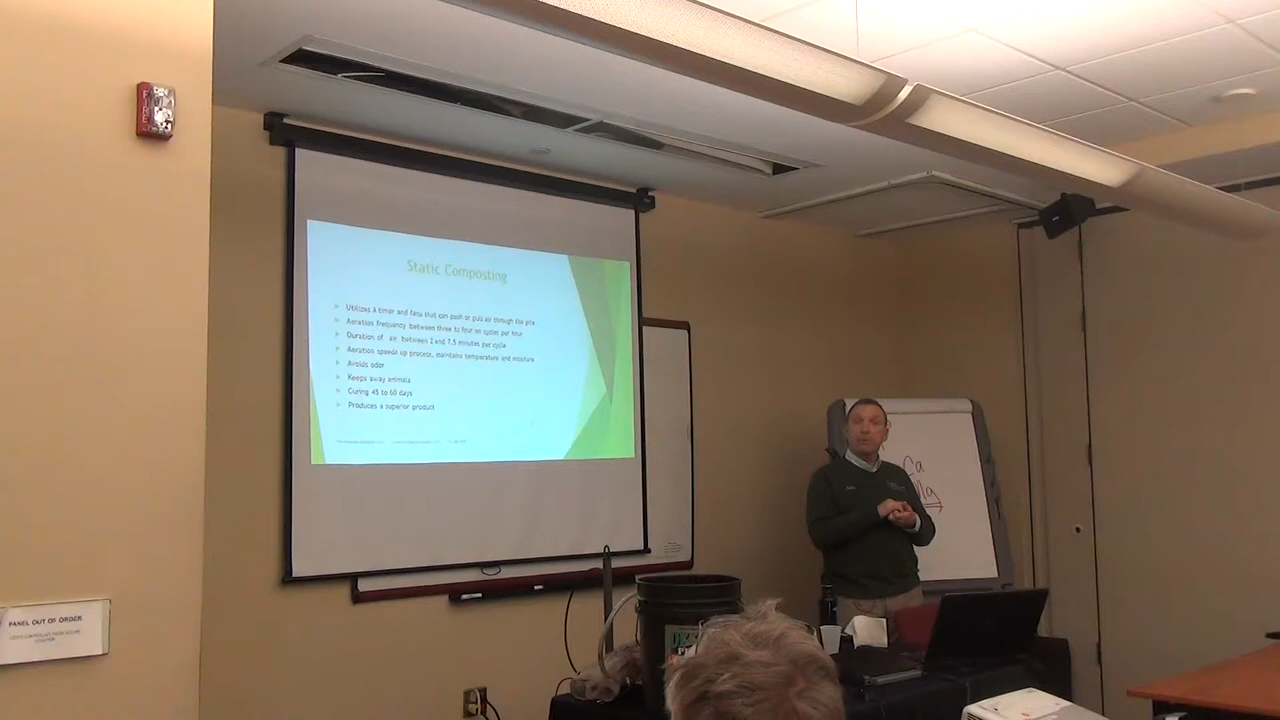 FIRE
Static Composting
Utilizes A timer and fans that can push or pull air through the pile
Aeration frequency between three to four on cycles per hour
Duration of air between 2 and 7.5 minutes per cycle
Aeration speeds up process, maintains temperature and moisture
Avoids odor
Keeps away animals
Curing 45 to 60 days
Produces a superior product
Ca
Mg
PANEL OUT OF ORDER